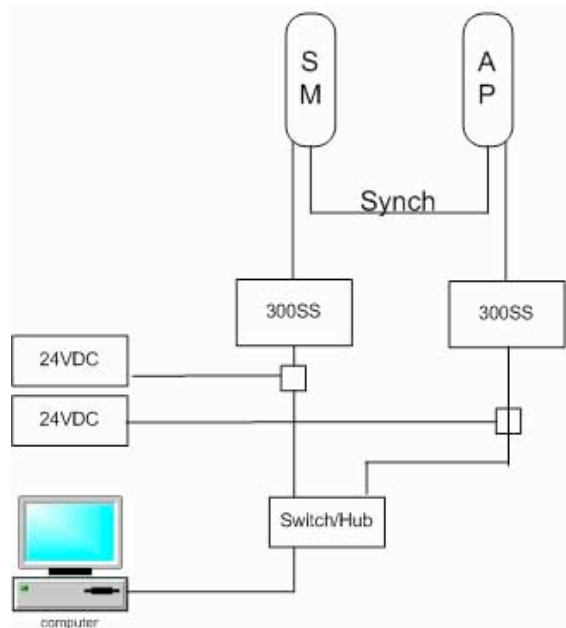 S
M
A
P
Synch
300SS
300SS
24VDC
24VDC
Switch/Hub
computer